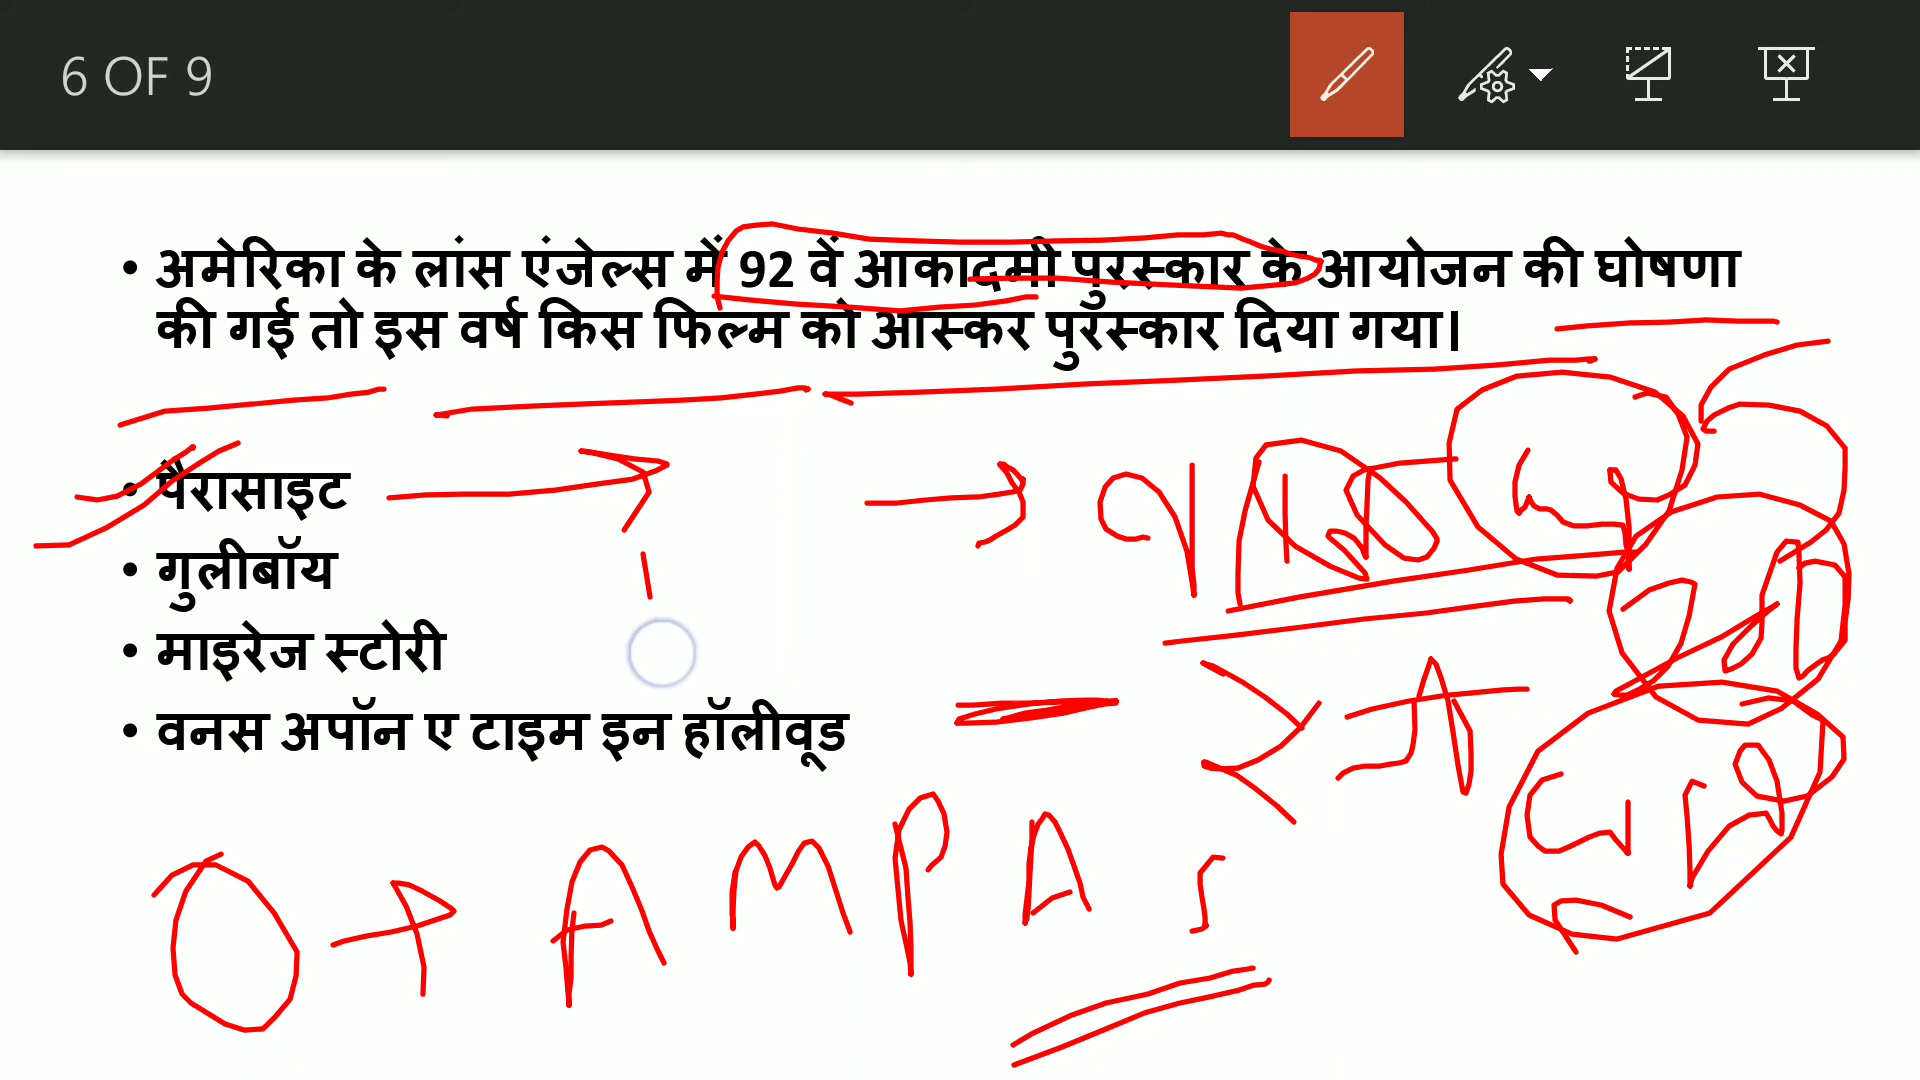 6 OF 9
• अमेरिका के लांस एंजेल्स में 92 वें आकादमी पुरस्कार के आयोजन की घोषणा
की गई तो इस वर्ष किस फिल्म को आस्कर पुरस्कार दिया गया।
• पैरासाइट
• गुलीबॉय
• माइरेज स्टोरी
• वनस अपॉन ए टाइम इन हॉलीवूड
O → A M P A S